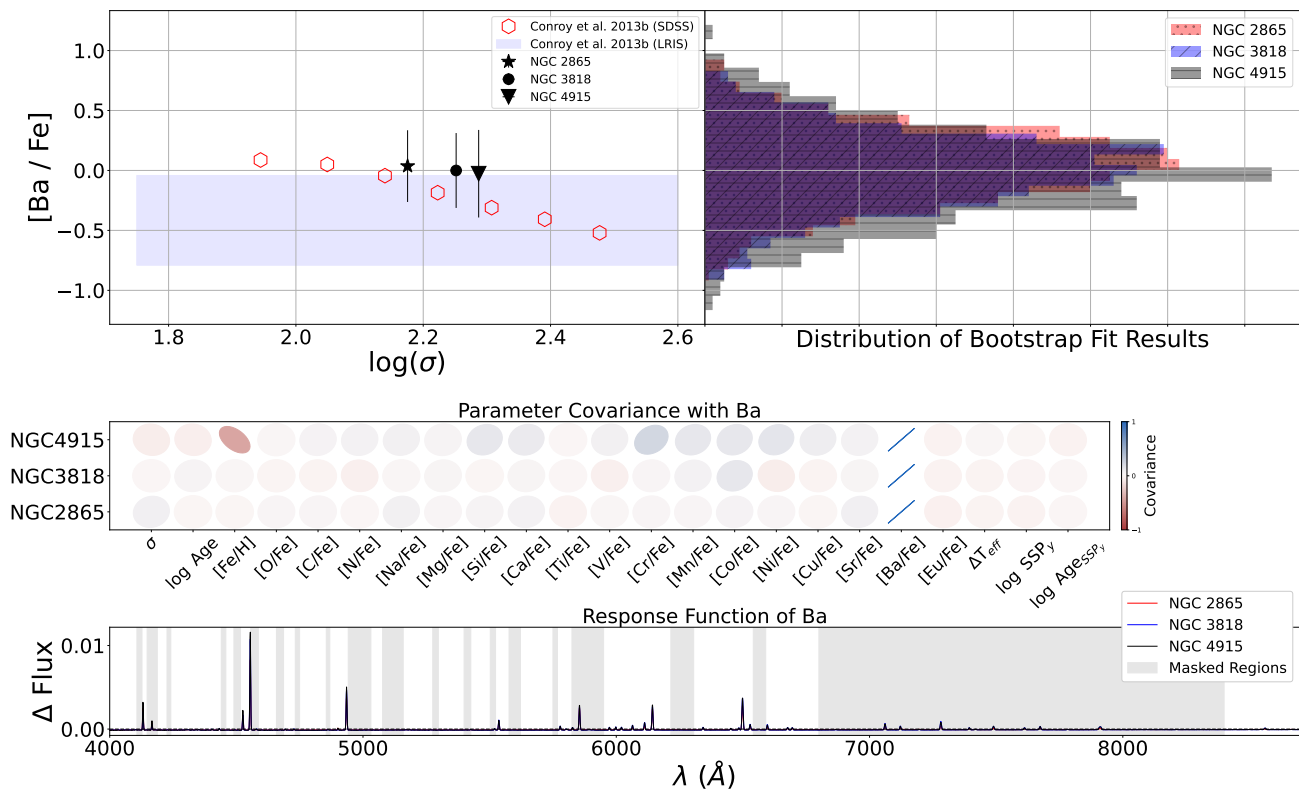 [Ba / Fe]
1.0
0.5
0.0
−0.5
−1.0
Conroy et al. 2013b (SDSS)
Conroy et al. 2013b (LRIS)
NGC 2865
NGC 3818
NGC 4915
1.8
2.0
2.2
2.4
2.6
log(σ)
NGC 2865
NGC 3818
NGC 4915
Distribution of Bootstrap Fit Results
Parameter Covariance with Ba
NGC4915
NGC3818
NGC2865
σ
log Age
[Fe/H]
[O/Fe]
[C/Fe]
[N/Fe]
[Na/Fe]
[Mg/Fe]
[Si/Fe]
[Ca/Fe]
[Ti/Fe]
[V/Fe]
[Cr/Fe]
[Mn/Fe]
[Co/Fe]
[Ni/Fe]
[Cu/Fe]
[Sr/Fe]
[Ba/Fe]
[Eu/Fe]
ΔT_eff
log SSP_y
log Age_SSP_y
1
0
−1
Covariance
Response Function of Ba
NGC 2865
NGC 3818
NGC 4915
Masked Regions
Δ Flux
0.01
0.00
4000
5000
6000
7000
8000
λ (Å)